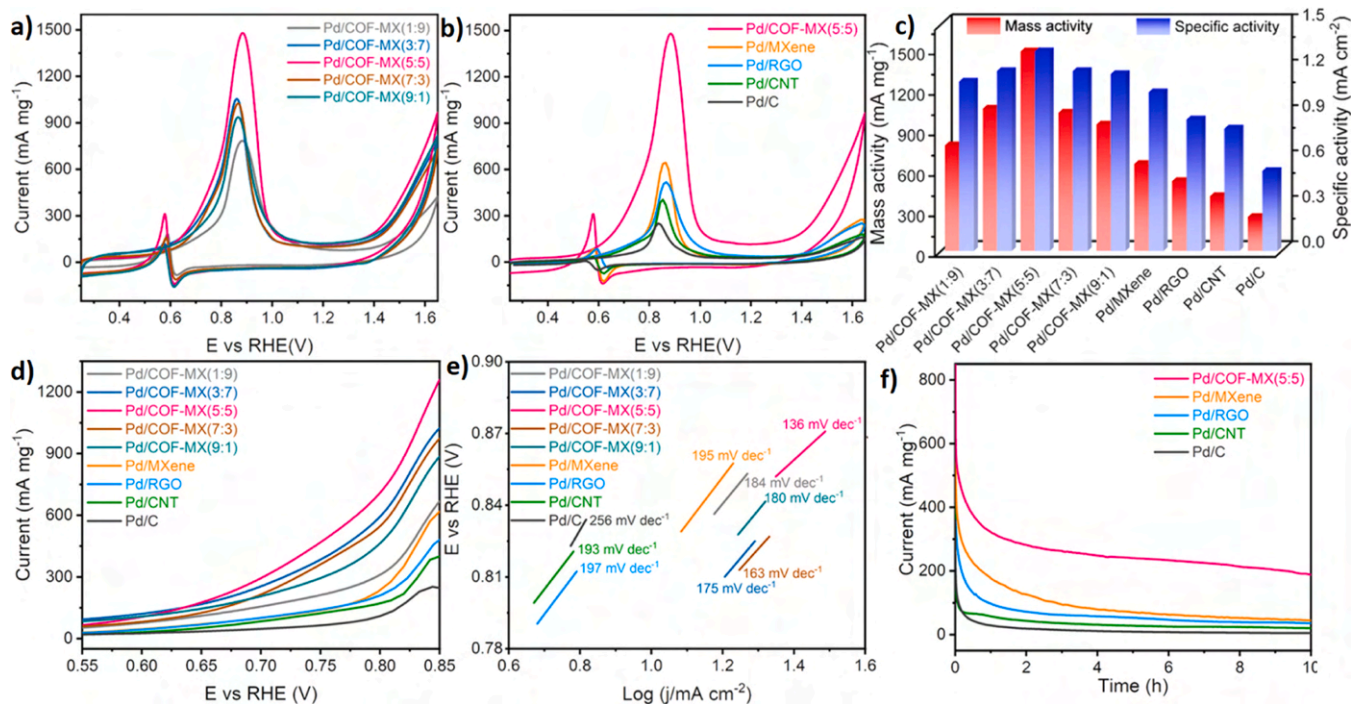 a)
1500
1200
900
600
300
0
Current (mA mg⁻¹)
Pd/COF-MX(1:9)
Pd/COF-MX(3:7)
Pd/COF-MX(5:5)
Pd/COF-MX(7:3)
Pd/COF-MX(9:1)
0.4 0.6 0.8 1.0 1.2 1.4 1.6
E vs RHE(V)
b)
1500
1200
900
600
300
0
Current (mA mg⁻¹)
Pd/COF-MX(5:5)
Pd/MXene
Pd/RGO
Pd/CNT
Pd/C
0.4 0.6 0.8 1.0 1.2 1.4 1.6
E vs RHE(V)
c)
Mass activity
Specific activity
1500
1200
900
600
300
0
Mass activity (mA mg⁻¹)
1.5
1.2
0.9
0.6
0.3
0.0
Specific activity (mA cm⁻²)
Pd/COF-MX(1:9)
Pd/COF-MX(3:7)
Pd/COF-MX(5:5)
Pd/COF-MX(7:3)
Pd/COF-MX(9:1)
Pd/MXene
Pd/RGO
Pd/CNT
Pd/C
d)
1200
900
600
300
0
Current (mA mg⁻¹)
Pd/COF-MX(1:9)
Pd/COF-MX(3:7)
Pd/COF-MX(5:5)
Pd/COF-MX(7:3)
Pd/COF-MX(9:1)
Pd/MXene
Pd/RGO
Pd/CNT
Pd/C
0.55 0.60 0.65 0.70 0.75 0.80 0.85
E vs RHE (V)
e)
0.90
0.87
0.84
0.81
0.78
E vs RHE (V)
Pd/COF-MX(1:9)
Pd/COF-MX(3:7)
Pd/COF-MX(5:5)
Pd/COF-MX(7:3)
Pd/COF-MX(9:1)
Pd/MXene
Pd/RGO
Pd/CNT
Pd/C
136 mV dec⁻¹
195 mV dec⁻¹
184 mV dec⁻¹
180 mV dec⁻¹
256 mV dec⁻¹
193 mV dec⁻¹
197 mV dec⁻¹
175 mV dec⁻¹
163 mV dec⁻¹
0.6 0.8 1.0 1.2 1.4 1.6
Log (j/mA cm⁻²)
f)
800
600
400
200
0
Current (mA mg⁻¹)
Pd/COF-MX(5:5)
Pd/MXene
Pd/RGO
Pd/CNT
Pd/C
0 2 4 6 8 10
Time (h)